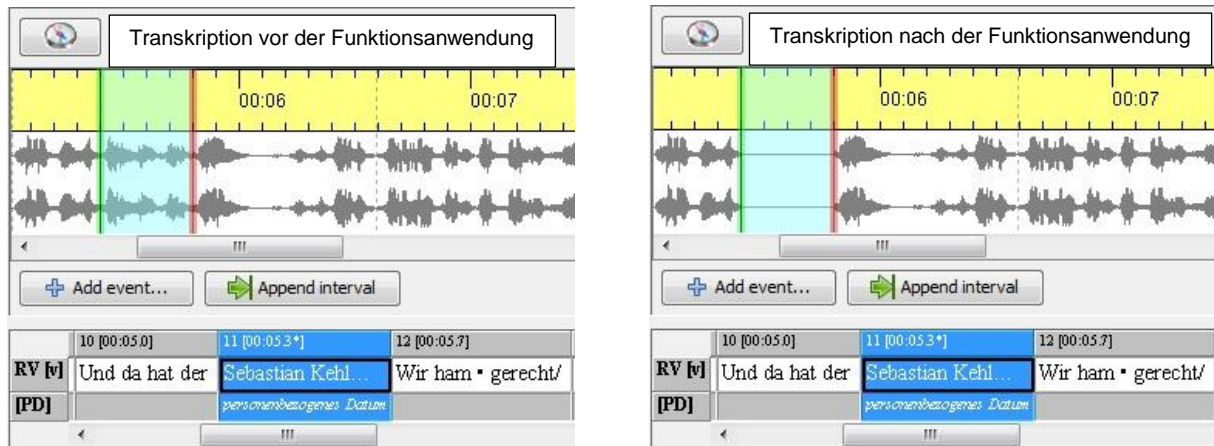 Transkription vor der Funktionsanwendung
00:06 00:07
Add event... Append interval
10 [00:05.0] 11 [00:05.3*] 12 [00:05.7]
RV [v] Und da hat der Sebastian Kehl... Wir ham ▪ gerecht/
[PD] personenbezogenes Datum
Transkription nach der Funktionsanwendung
00:06 00:07
Add event... Append interval
10 [00:05.0] 11 [00:05.3*] 12 [00:05.7]
RV [v] Und da hat der Sebastian Kehl... Wir ham ▪ gerecht/
[PD] personenbezogenes Datum